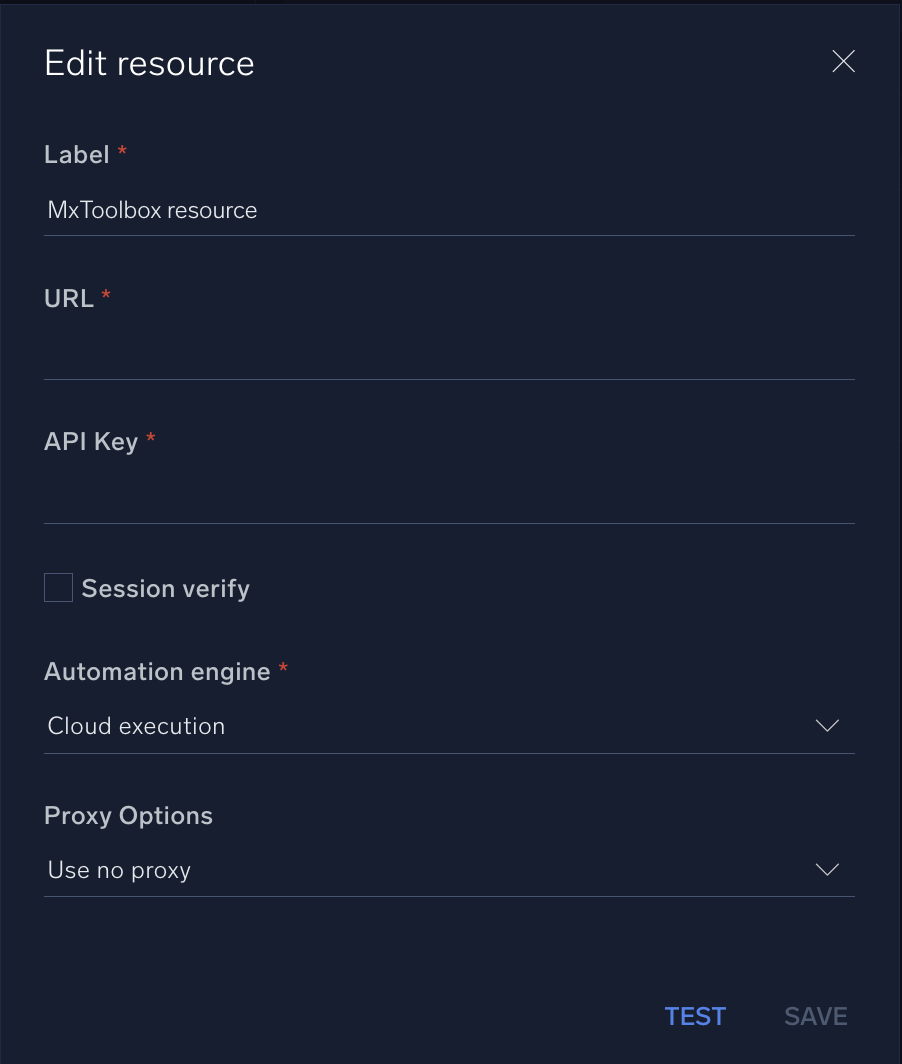 Edit resource
Label *
MxToolbox resource
URL *
API Key *
Session verify
Automation engine *
Cloud execution
Proxy Options
Use no proxy
TEST SAVE